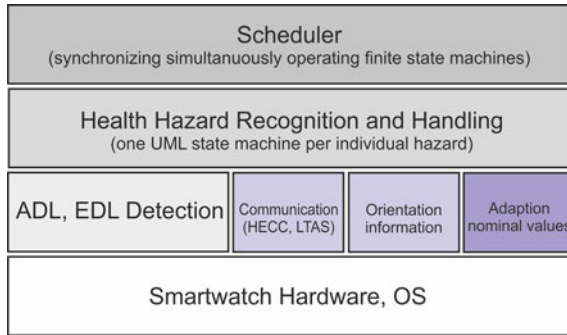 Scheduler
(synchronizing simultanuously operating finite state machines)
Health Hazard Recognition and Handling
(one UML state machine per individual hazard)
ADL, EDL Detection
Communication
(HECC, LTAS)
Orientation
information
Adaption
nominal values
Smartwatch Hardware, OS